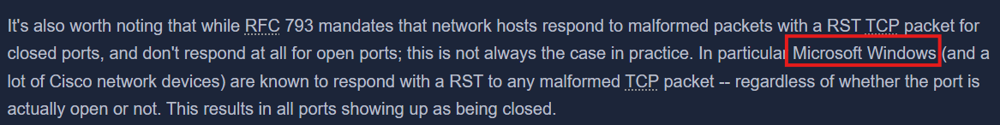 It's also worth noting that while RFC 793 mandates that network hosts respond to malformed packets with a RST TCP packet for
closed ports, and don't respond at all for open ports; this is not always the case in practice. In particular Microsoft Windows (and a
lot of Cisco network devices) are known to respond with a RST to any malformed TCP packet -- regardless of whether the port is
actually open or not. This results in all ports showing up as being closed.